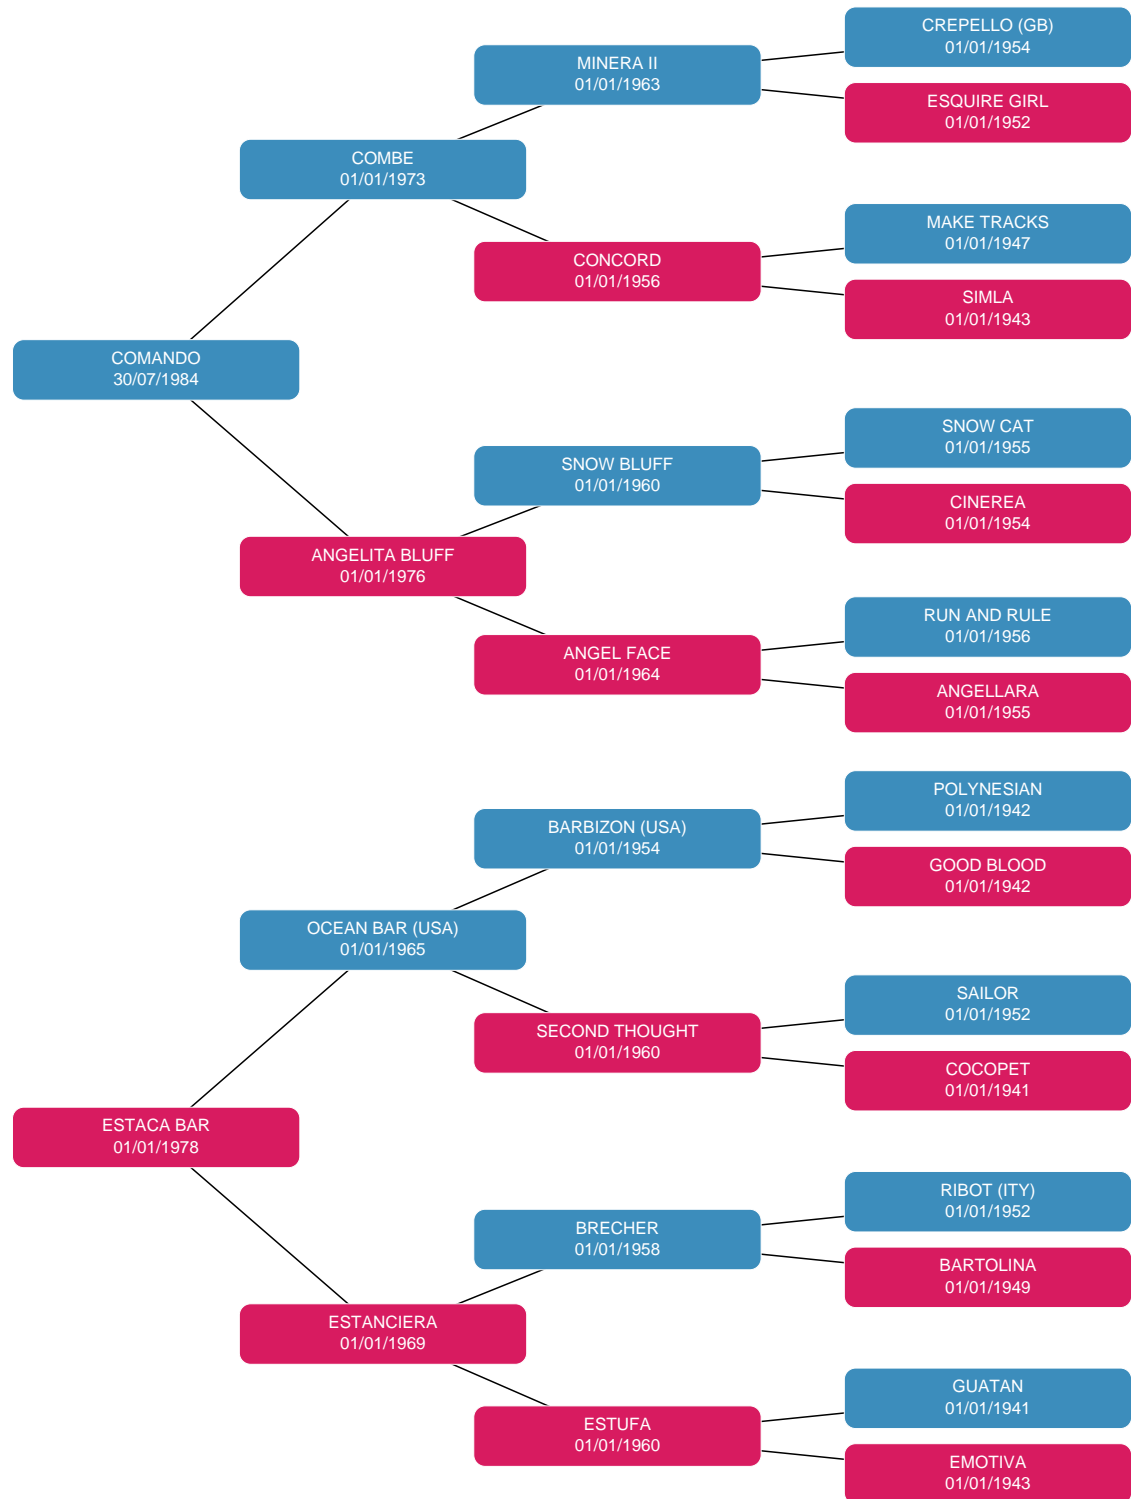 CREPELLO (GB)
01/01/1954
MINERA II
01/01/1963
ESQUIRE GIRL
01/01/1952
COMBE
01/01/1973
MAKE TRACKS
01/01/1947
CONCORD
01/01/1956
SIMLA
01/01/1943
COMANDO
30/07/1984
SNOW CAT
01/01/1955
SNOW BLUFF
01/01/1960
CINEREA
01/01/1954
ANGELITA BLUFF
01/01/1976
RUN AND RULE
01/01/1956
ANGEL FACE
01/01/1964
ANGELLARA
01/01/1955
POLYNESIAN
01/01/1942
BARBIZON (USA)
01/01/1954
GOOD BLOOD
01/01/1942
OCEAN BAR (USA)
01/01/1965
SAILOR
01/01/1952
SECOND THOUGHT
01/01/1960
COCOPET
01/01/1941
ESTACA BAR
01/01/1978
RIBOT (ITY)
01/01/1952
BRECHER
01/01/1958
BARTOLINA
01/01/1949
ESTANCIERA
01/01/1969
GUATAN
01/01/1941
ESTUFA
01/01/1960
EMOTIVA
01/01/1943